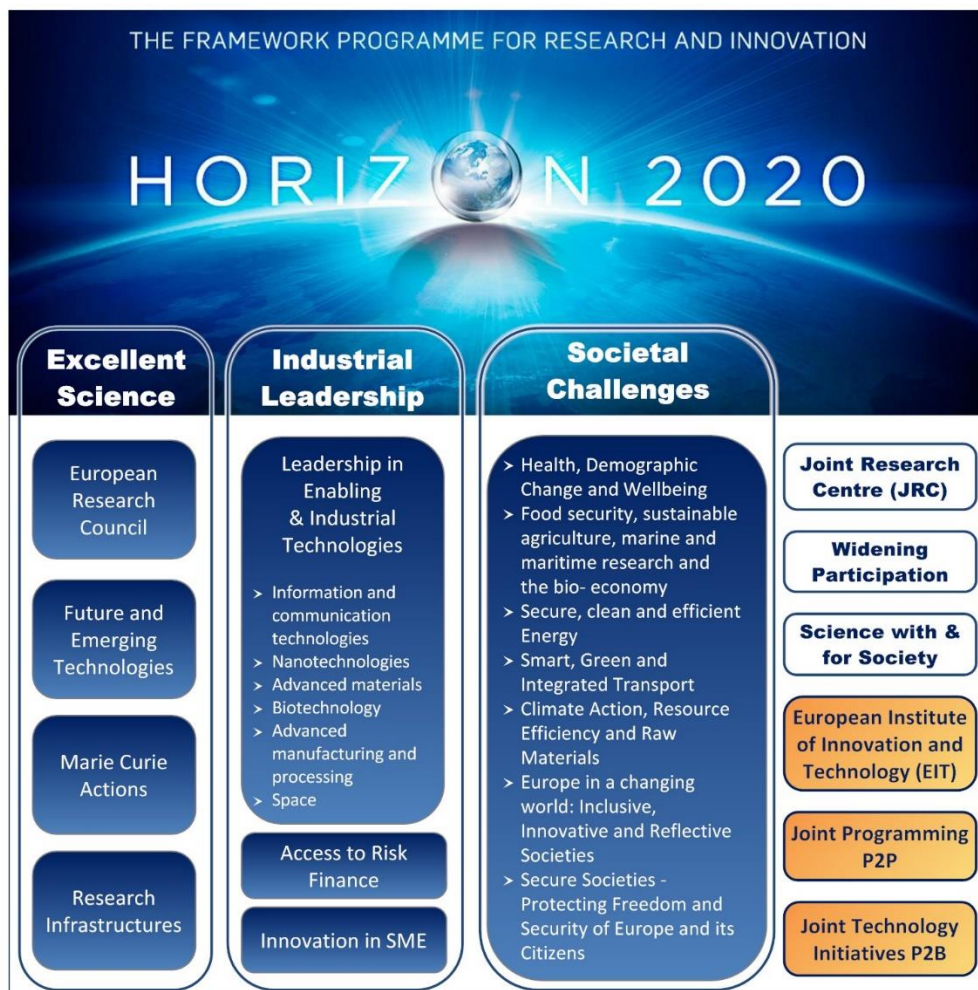 THE FRAMEWORK PROGRAMME FOR RESEARCH AND INNOVATION
HORIZON 2020
Excellent
Science
European
Research
Council
Future and
Emerging
Technologies
Marie Curie
Actions
Research
Infrastructures
Industrial
Leadership
Leadership in
Enabling
& Industrial
Technologies
➢ Information and
communication
technologies
➢ Nanotechnologies
➢ Advanced materials
➢ Biotechnology
➢ Advanced
manufacturing and
processing
➢ Space
Access to Risk
Finance
Innovation in SME
Societal
Challenges
➢ Health, Demographic
Change and Wellbeing
➢ Food security, sustainable
agriculture, marine and
maritime research and
the bio- economy
➢ Secure, clean and efficient
Energy
➢ Smart, Green and
Integrated Transport
➢ Climate Action, Resource
Efficiency and Raw
Materials
➢ Europe in a changing
world: Inclusive,
Innovative and Reflective
Societies
➢ Secure Societies -
Protecting Freedom and
Security of Europe and its
Citizens
Joint Research
Centre (JRC)
Widening
Participation
Science with &
for Society
European Institute
of Innovation and
Technology (EIT)
Joint Programming
P2P
Joint Technology
Initiatives P2B